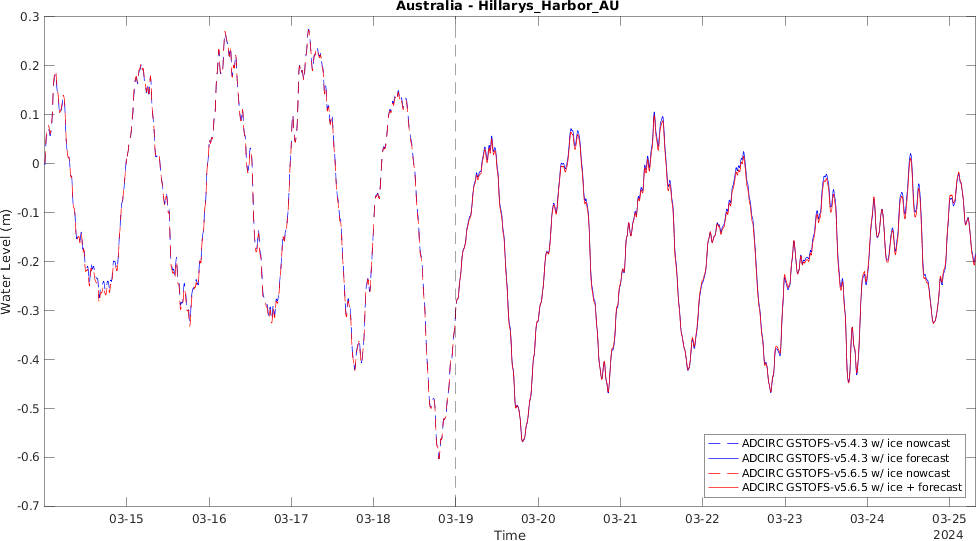 Australia - Hillarys_Harbor_AU
0.3
0.2
0.1
0
-0.1
-0.2
-0.3
-0.4
-0.5
-0.6
-0.7
Water Level (m)
ADCIRC GSTOFS-v5.4.3 w/ ice nowcast
ADCIRC GSTOFS-v5.4.3 w/ ice forecast
ADCIRC GSTOFS-v5.6.5 w/ ice nowcast
ADCIRC GSTOFS-v5.6.5 w/ ice + forecast
03-15 03-16 03-17 03-18 03-19 03-20 03-21 03-22 03-23 03-24 03-25
Time 2024